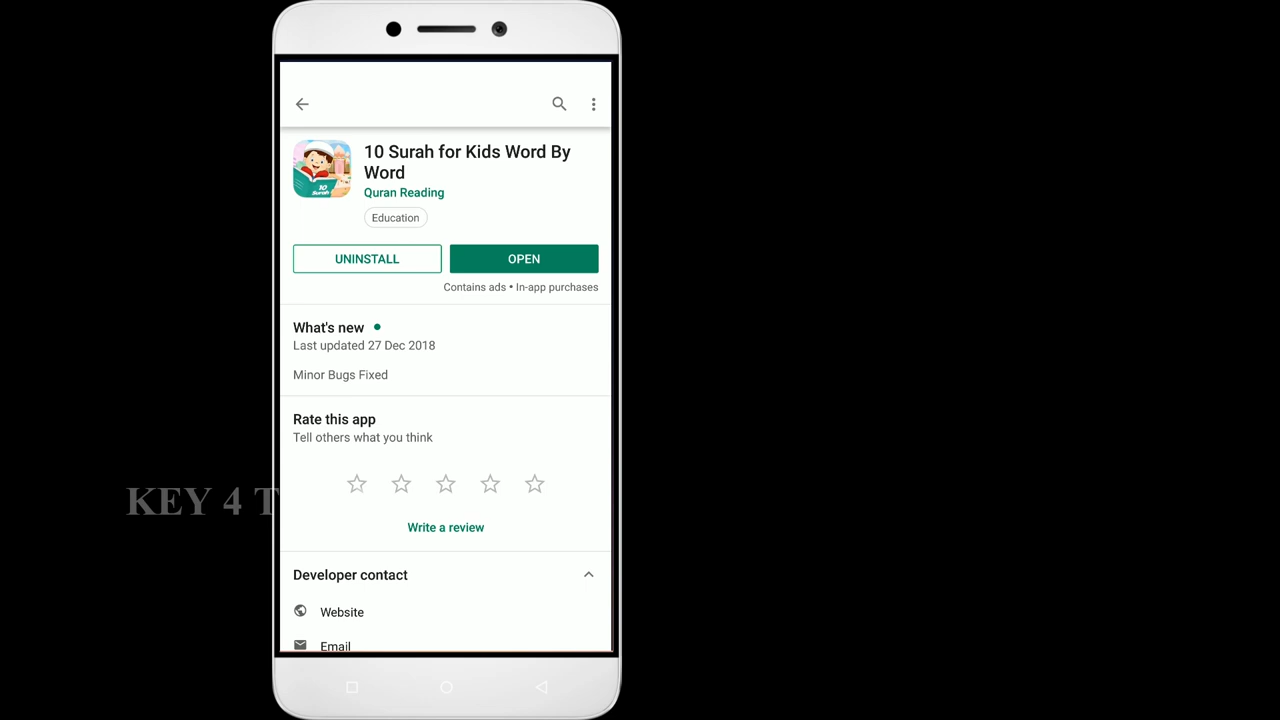 10 Surah for Kids Word By
Word
Quran Reading
Education
UNINSTALL
OPEN
Contains ads • In-app purchases
What's new
Last updated 27 Dec 2018
Minor Bugs Fixed
Rate this app
Tell others what you think
KEY 4 T
Write a review
Developer contact
Website
Email
10
Surah